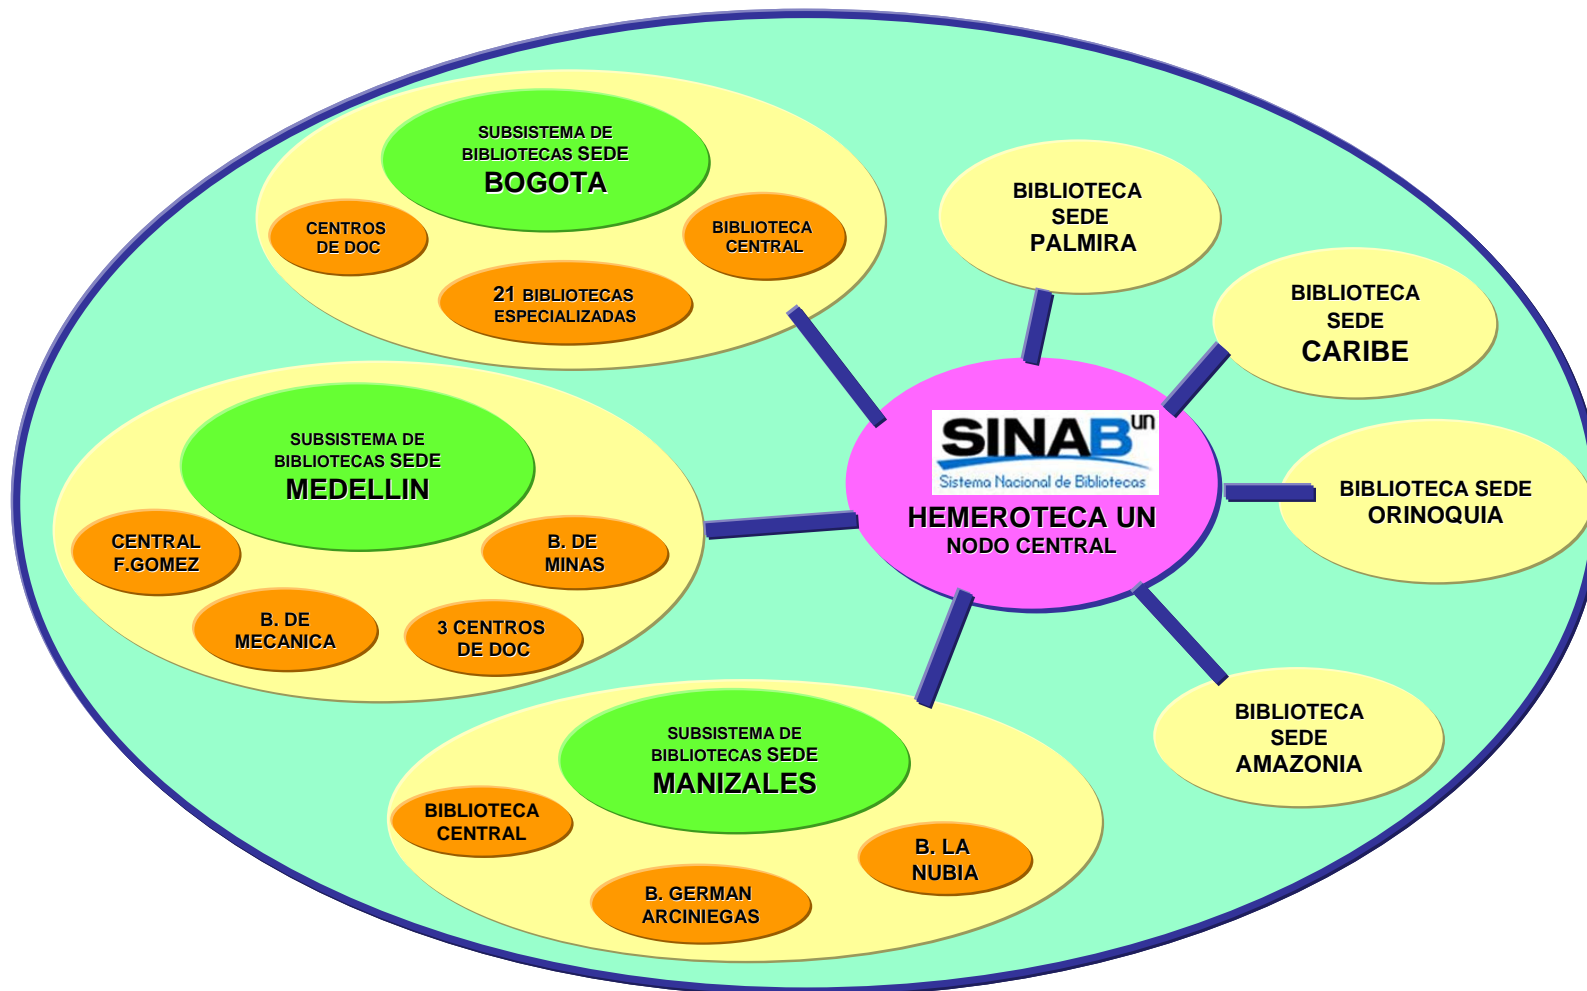 SUBSISTEMA DE
BIBLIOTECAS SEDE
BOGOTA
CENTROS
DE DOC
BIBLIOTECA
CENTRAL
21 BIBLIOTECAS
ESPECIALIZADAS
BIBLIOTECA
SEDE
PALMIRA
BIBLIOTECA
SEDE
CARIBE
SUBSISTEMA DE
BIBLIOTECAS SEDE
MEDELLIN
CENTRAL
F.GOMEZ
B. DE
MINAS
B. DE
MECANICA
3 CENTROS
DE DOC
SINAB un
Sistema Nacional de Bibliotecas
HEMEROTECA UN
NODO CENTRAL
BIBLIOTECA SEDE
ORINOQUIA
BIBLIOTECA
SEDE
AMAZONIA
SUBSISTEMA DE
BIBLIOTECAS SEDE
MANIZALES
BIBLIOTECA
CENTRAL
B. LA
NUBIA
B. GERMAN
ARCINIEGAS